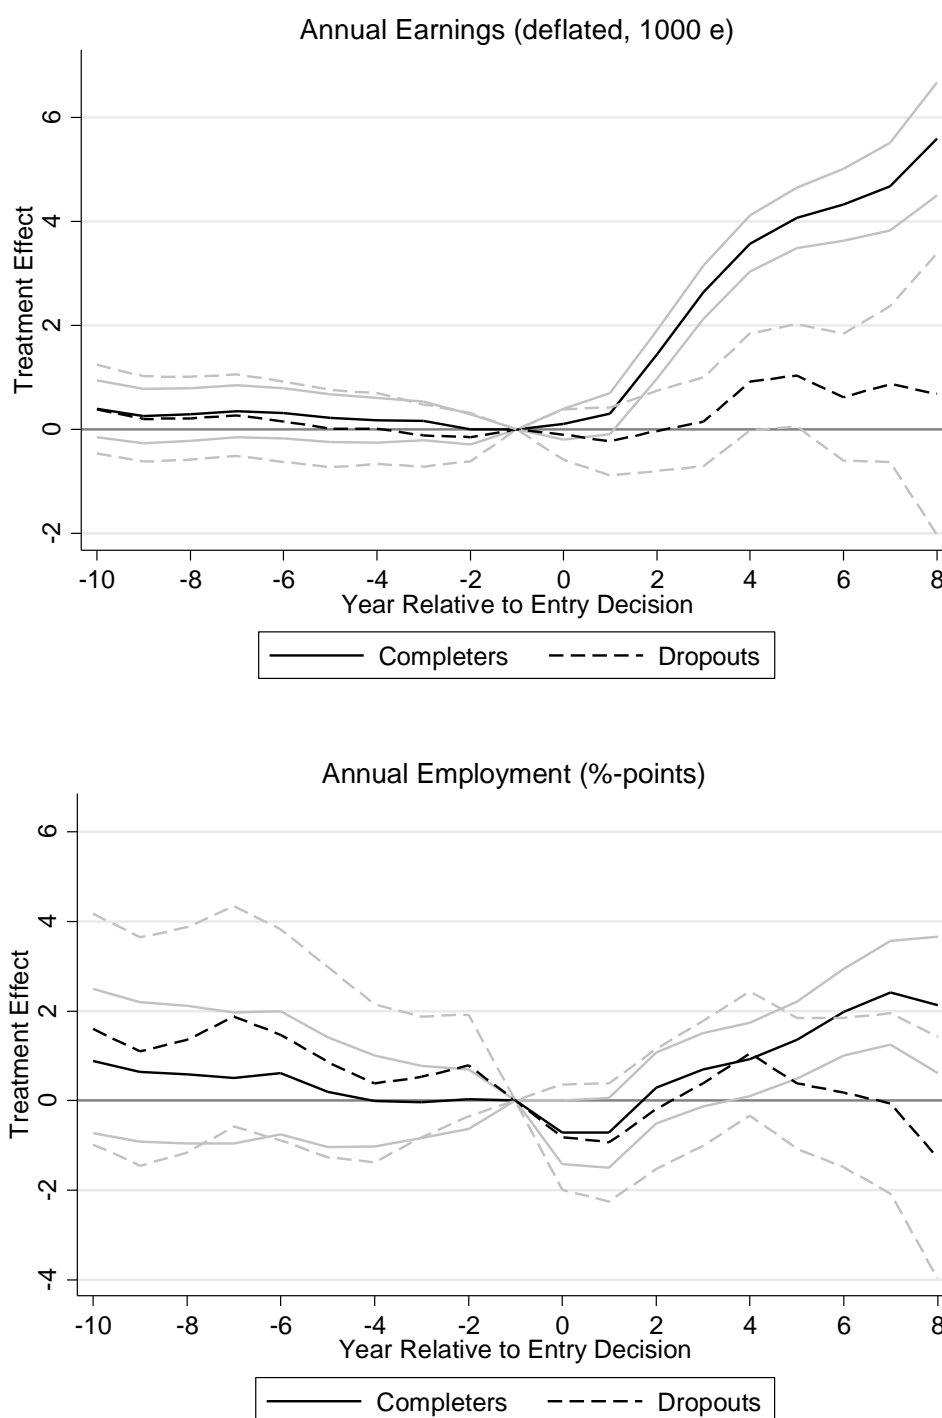 Annual Earnings (deflated, 1000 e)
Treatment Effect
6
4
2
0
-2
-10 -8 -6 -4 -2 0 2 4 6 8
Year Relative to Entry Decision
Completers Dropouts
Annual Employment (%-points)
Treatment Effect
6
4
2
0
-2
-4
-10 -8 -6 -4 -2 0 2 4 6 8
Year Relative to Entry Decision
Completers Dropouts